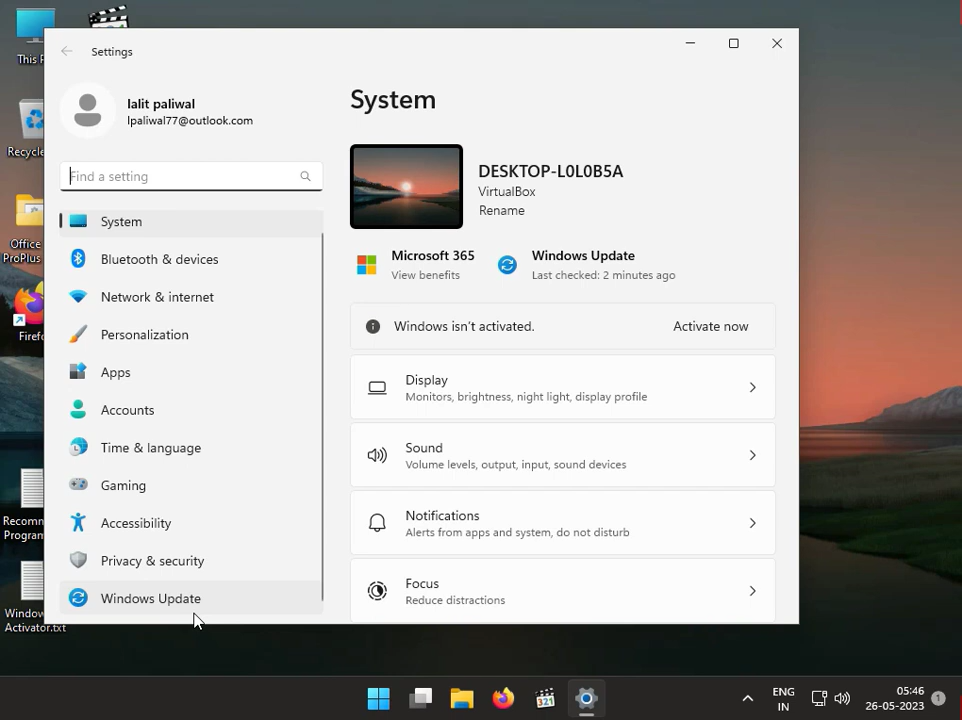 This P
Recycle
Office
ProPlus
Firefo
Recomm
Program
Window
Activator.txt
Settings
lalit paliwal
lpaliwal77@outlook.com
Find a setting
System
Bluetooth & devices
Network & internet
Personalization
Apps
Accounts
Time & language
Gaming
Accessibility
Privacy & security
Windows Update
System
DESKTOP-L0L0B5A
VirtualBox
Rename
Microsoft 365
View benefits
Windows Update
Last checked: 2 minutes ago
Windows isn't activated.
Activate now
Display
Monitors, brightness, night light, display profile
Sound
Volume levels, output, input, sound devices
Notifications
Alerts from apps and system, do not disturb
Focus
Reduce distractions
321
ENG
IN
05:46
26-05-2023
1